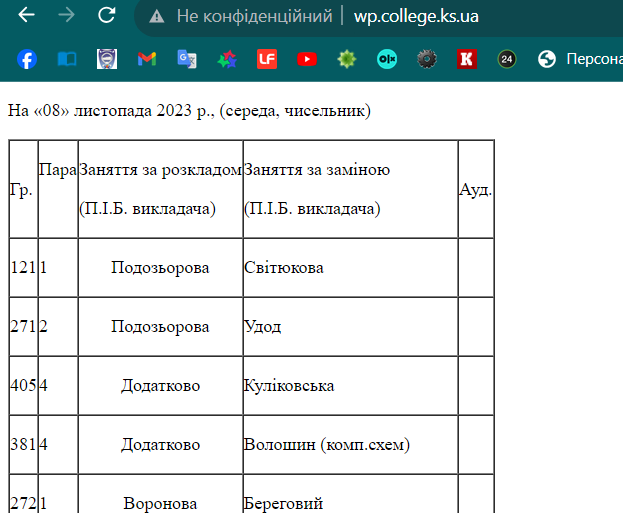 Не конфіденційний
wp.college.ks.ua
LF
olx
K
24
Персона
На «08» листопада 2023 р., (середа, чисельник)
Гр. Пара Заняття за розкладом (П.І.Б. викладача) Заняття за заміною (П.І.Б. викладача) Ауд.
121 1 Подозьорова Світюкова
271 2 Подозьорова Удод
405 4 Додатково Куліковська
381 4 Додатково Волошин (комп.схем)
272 1 Воронова Береговий